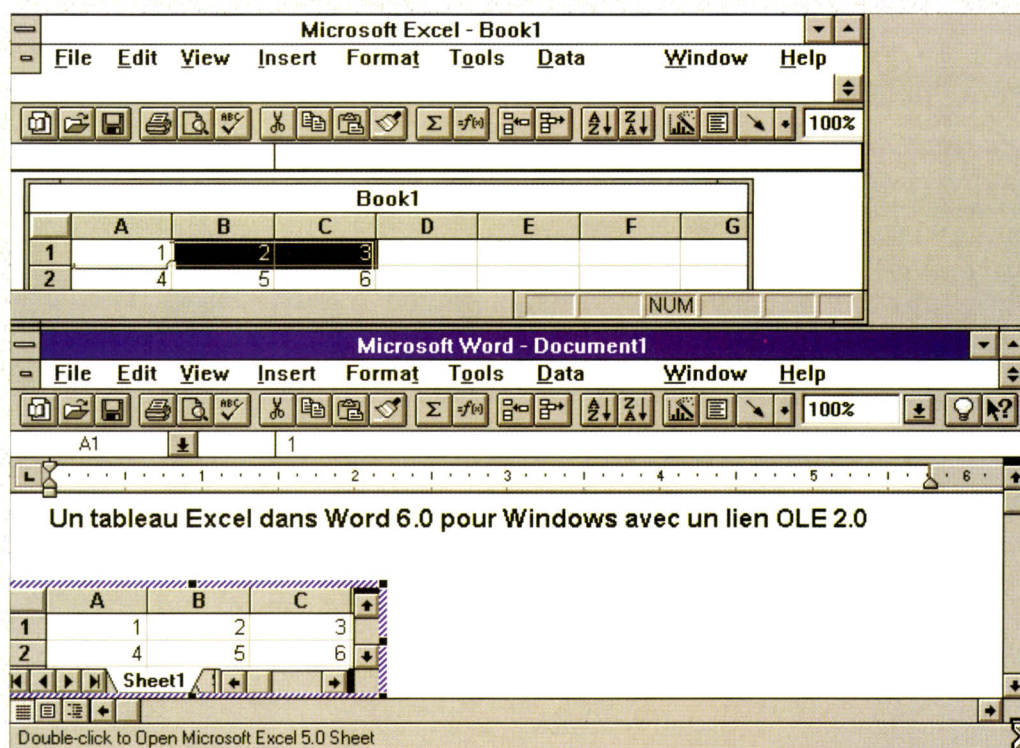 Microsoft Excel - Book1
File Edit View Insert Format Tools Data Window Help
ABC Σ =f(x) A Z Z A 100%
Book1
A B C D E F G
1 1 2 3
2 4 5 6
NUM
Microsoft Word - Document1
File Edit View Insert Format Tools Data Window Help
ABC Σ =f(x) A Z Z A 100% ?
A1 1
L 1 2 3 4 5 6
Un tableau Excel dans Word 6.0 pour Windows avec un lien OLE 2.0
A B C
1 1 2 3
2 4 5 6
Sheet1
Double-click to Open Microsoft Excel 5.0 Sheet